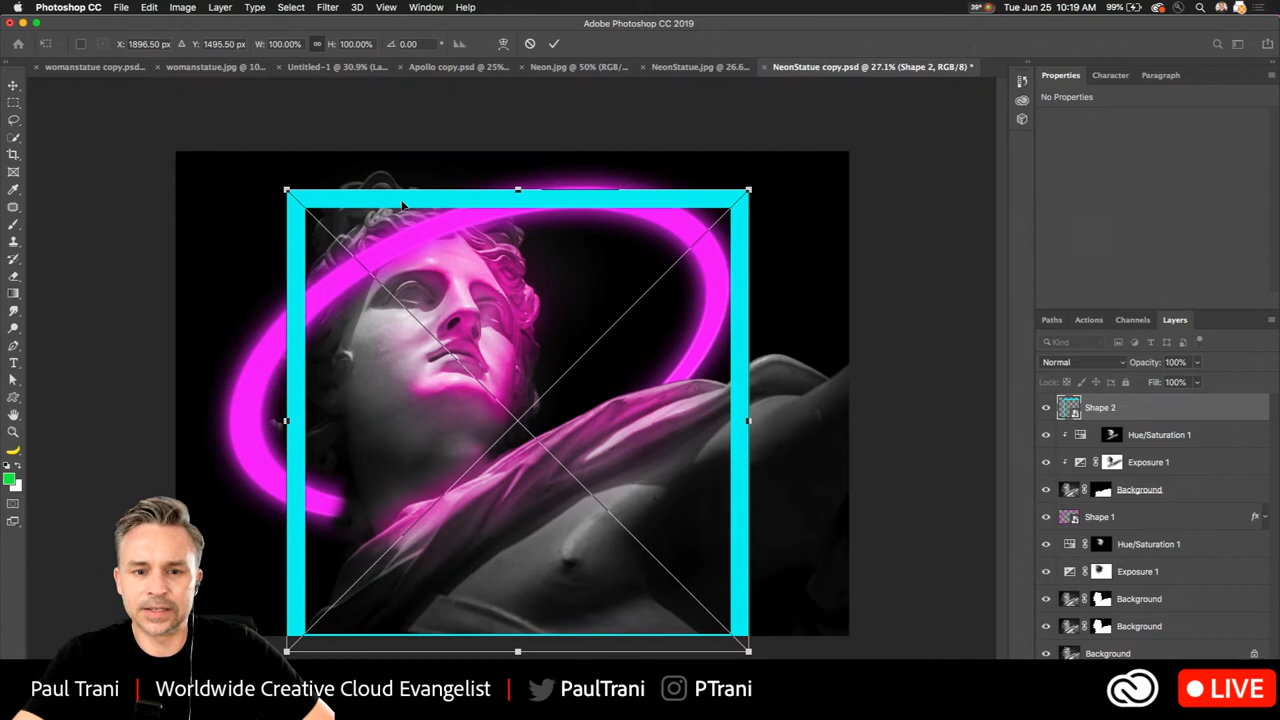 Photoshop CC File Edit Image Layer Type Select Filter 3D View Window Help 39° 99% Tue Jun 25 10:19 AM
Adobe Photoshop CC 2019
X: 1896.50 px Y: 1495.50 px W: 100.00% H: 100.00% 0.00
womanstatue copy.psd... womanstatue.jpg @ 10... Untitled-1 @ 30.9% (La... Apollo copy.psd @ 25%... Neon.jpg @ 50% (RGB/... NeonStatue.jpg @ 26.6... NeonStatue copy.psd @ 27.1% (Shape 2, RGB/8) *
Properties Character Paragraph
No Properties
Paths Actions Channels Layers
Kind
Normal Opacity: 100%
Lock: Fill: 100%
Shape 2
Hue/Saturation 1
Exposure 1
Background
Shape 1 fx
Hue/Saturation 1
Exposure 1
Background
Background
Background
Paul Trani | Worldwide Creative Cloud Evangelist | PaulTrani PTrani LIVE